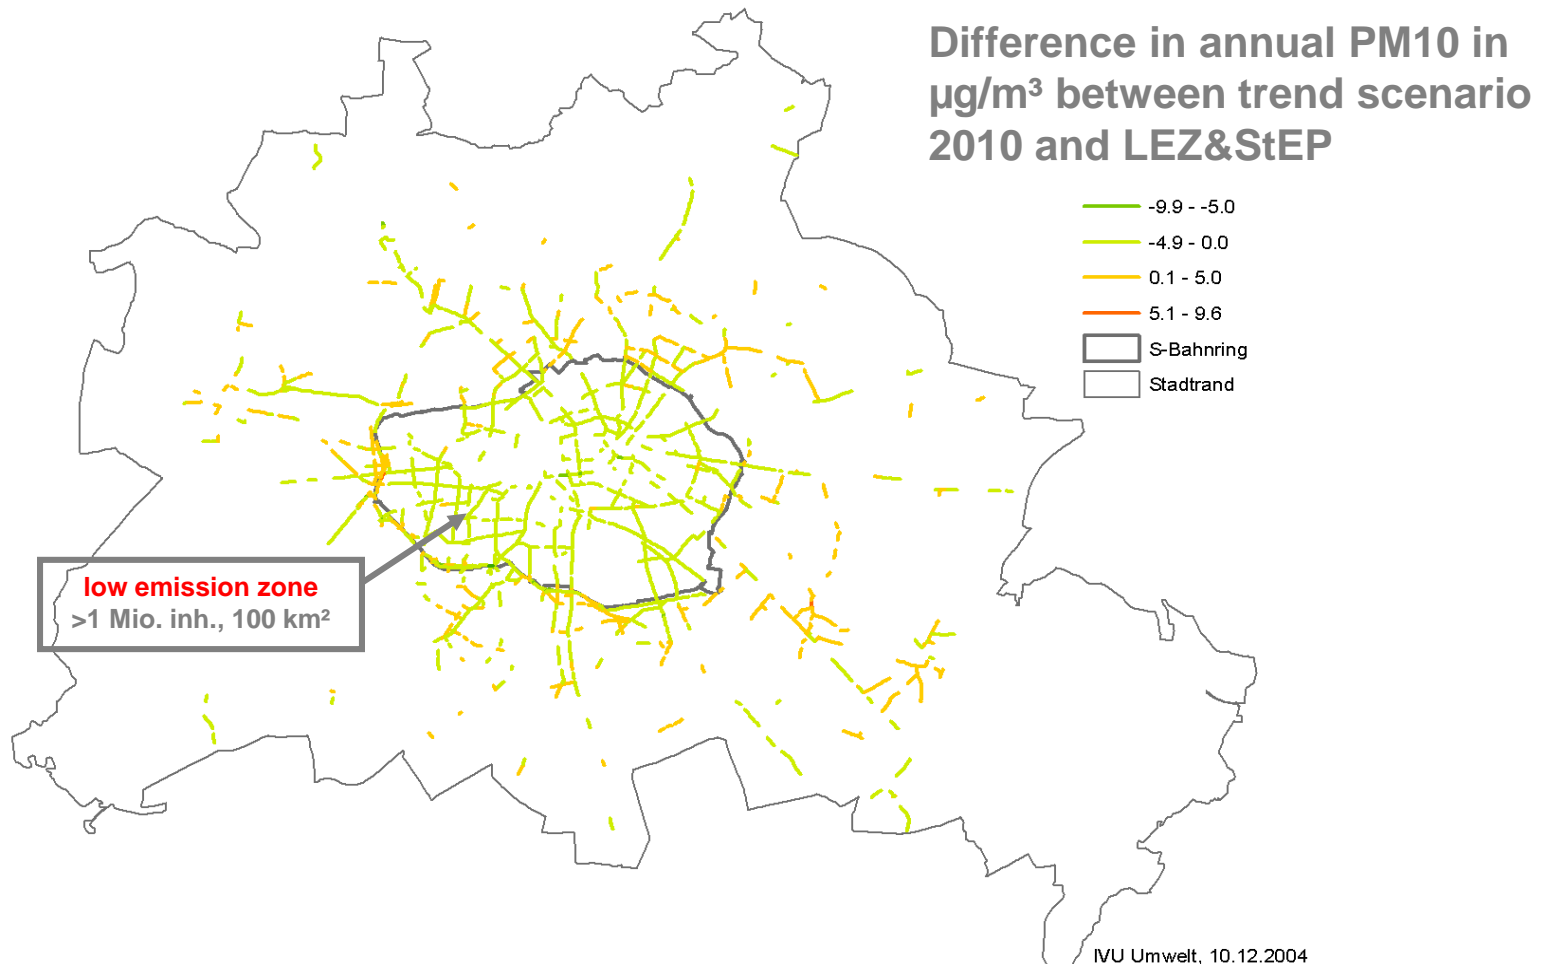 Difference in annual PM10 in
µg/m³ between trend scenario
2010 and LEZ&StEP
-9.9 - -5.0
-4.9 - 0.0
0.1 - 5.0
5.1 - 9.6
S-Bahnring
Stadtrand
low emission zone
>1 Mio. inh., 100 km²
IVU Umwelt, 10.12.2004